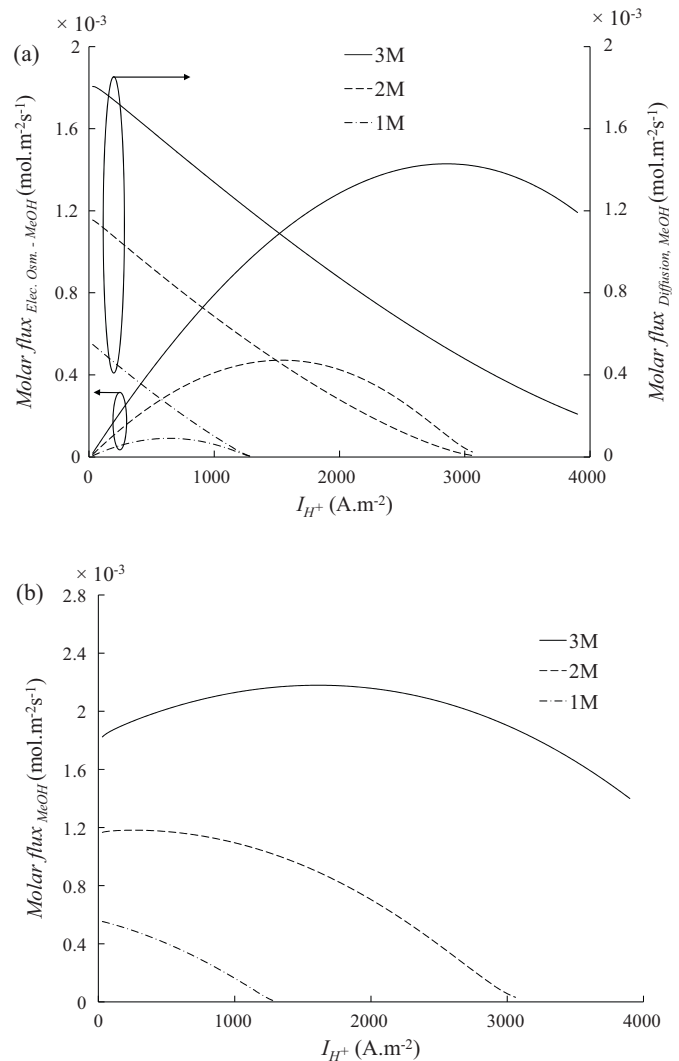 × 10⁻³
× 10⁻³
(a)
2
1.6
1.2
0.8
0.4
0
Molar flux Elec. Osm. - MeOH (mol.m⁻²s⁻¹)
3M
2M
1M
2
1.6
1.2
0.8
0.4
0
Molar flux Diffusion, MeOH (mol.m⁻²s⁻¹)
0 1000 2000 3000 4000
I_H⁺ (A.m⁻²)
× 10⁻³
(b)
2.8
2.4
2
1.6
1.2
0.8
0.4
0
Molar flux MeOH (mol.m⁻²s⁻¹)
3M
2M
1M
0 1000 2000 3000 4000
I_H⁺ (A.m⁻²)